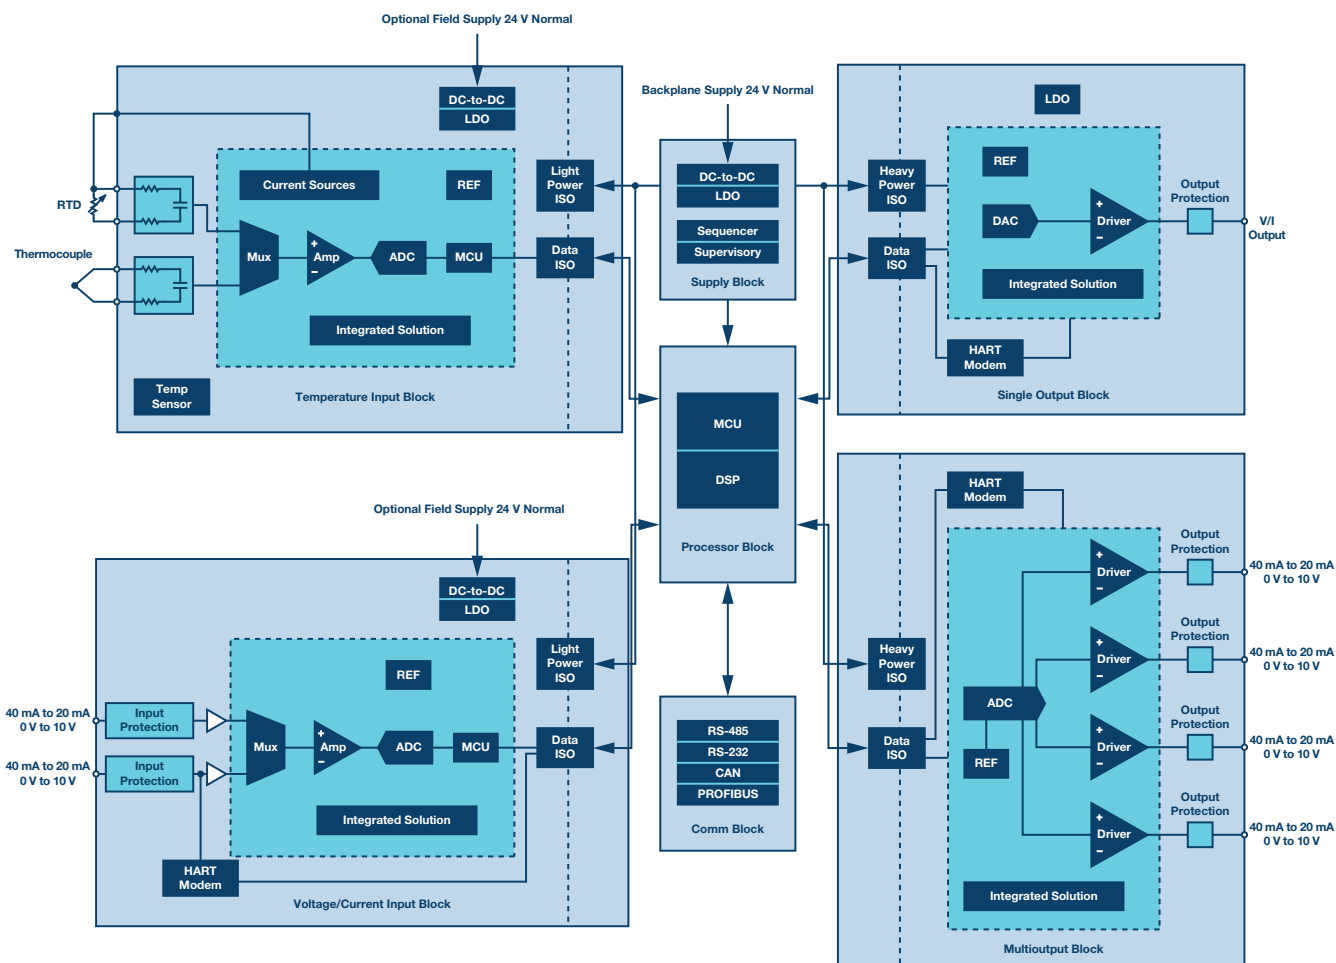 Optional Field Supply 24 V Normal
DC-to-DC
LDO
Current Sources
REF
RTD
Thermocouple
Mux
+
Amp
–
ADC
MCU
Integrated Solution
Temp
Sensor
Temperature Input Block
Light
Power
ISO
Data
ISO
Backplane Supply 24 V Normal
DC-to-DC
LDO
Sequencer
Supervisory
Supply Block
MCU
DSP
Processor Block
RS-485
RS-232
CAN
PROFIBUS
Comm Block
LDO
Heavy
Power
ISO
Data
ISO
REF
DAC
+
Driver
–
Output
Protection
V/I
Output
Integrated Solution
HART
Modem
Single Output Block
Optional Field Supply 24 V Normal
DC-to-DC
LDO
REF
40 mA to 20 mA
0 V to 10 V
Input
Protection
40 mA to 20 mA
0 V to 10 V
Input
Protection
Mux
+
Amp
–
ADC
MCU
Integrated Solution
HART
Modem
Voltage/Current Input Block
Light
Power
ISO
Data
ISO
HART
Modem
Heavy
Power
ISO
Data
ISO
ADC
REF
+
Driver
–
Output
Protection
40 mA to 20 mA
0 V to 10 V
+
Driver
–
Output
Protection
40 mA to 20 mA
0 V to 10 V
+
Driver
–
Output
Protection
40 mA to 20 mA
0 V to 10 V
+
Driver
–
Output
Protection
40 mA to 20 mA
0 V to 10 V
Integrated Solution
Multioutput Block